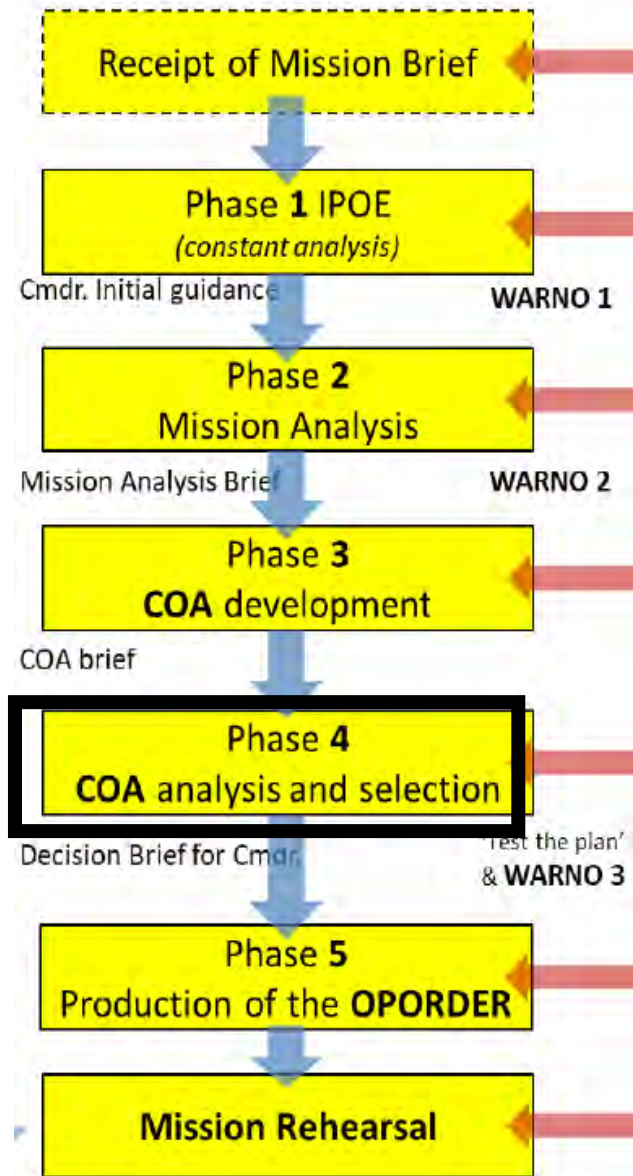 Receipt of Mission Brief
Phase 1 IPOE
(constant analysis)
Cmdr. Initial guidance
WARNO 1
Phase 2
Mission Analysis
Mission Analysis Brief
WARNO 2
Phase 3
COA development
COA brief
Phase 4
COA analysis and selection
Decision Brief for Cmdr.
'Test the plan'
& WARNO 3
Phase 5
Production of the OPORDER
Mission Rehearsal